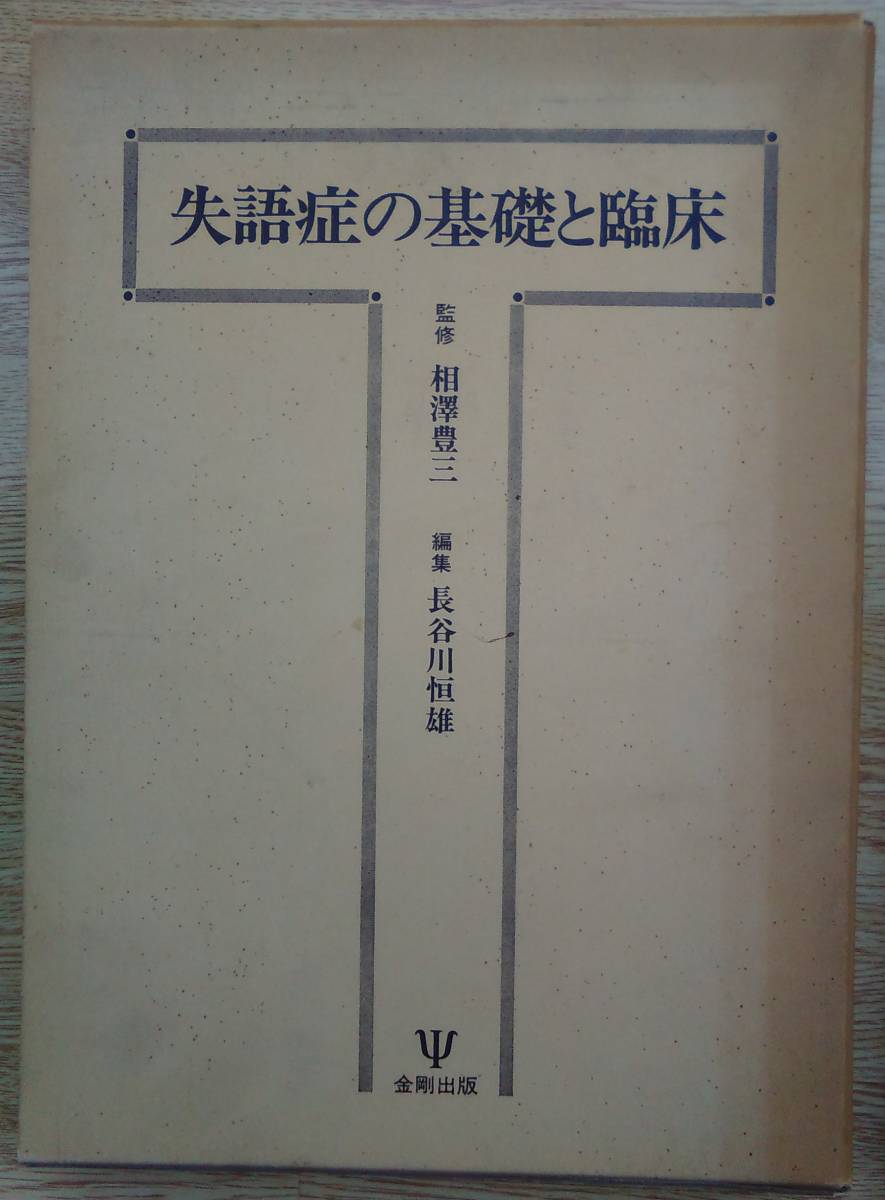 失語症の基礎と臨床
監修 相澤豊三
編集 長谷川恒雄
Ψ
金剛出版